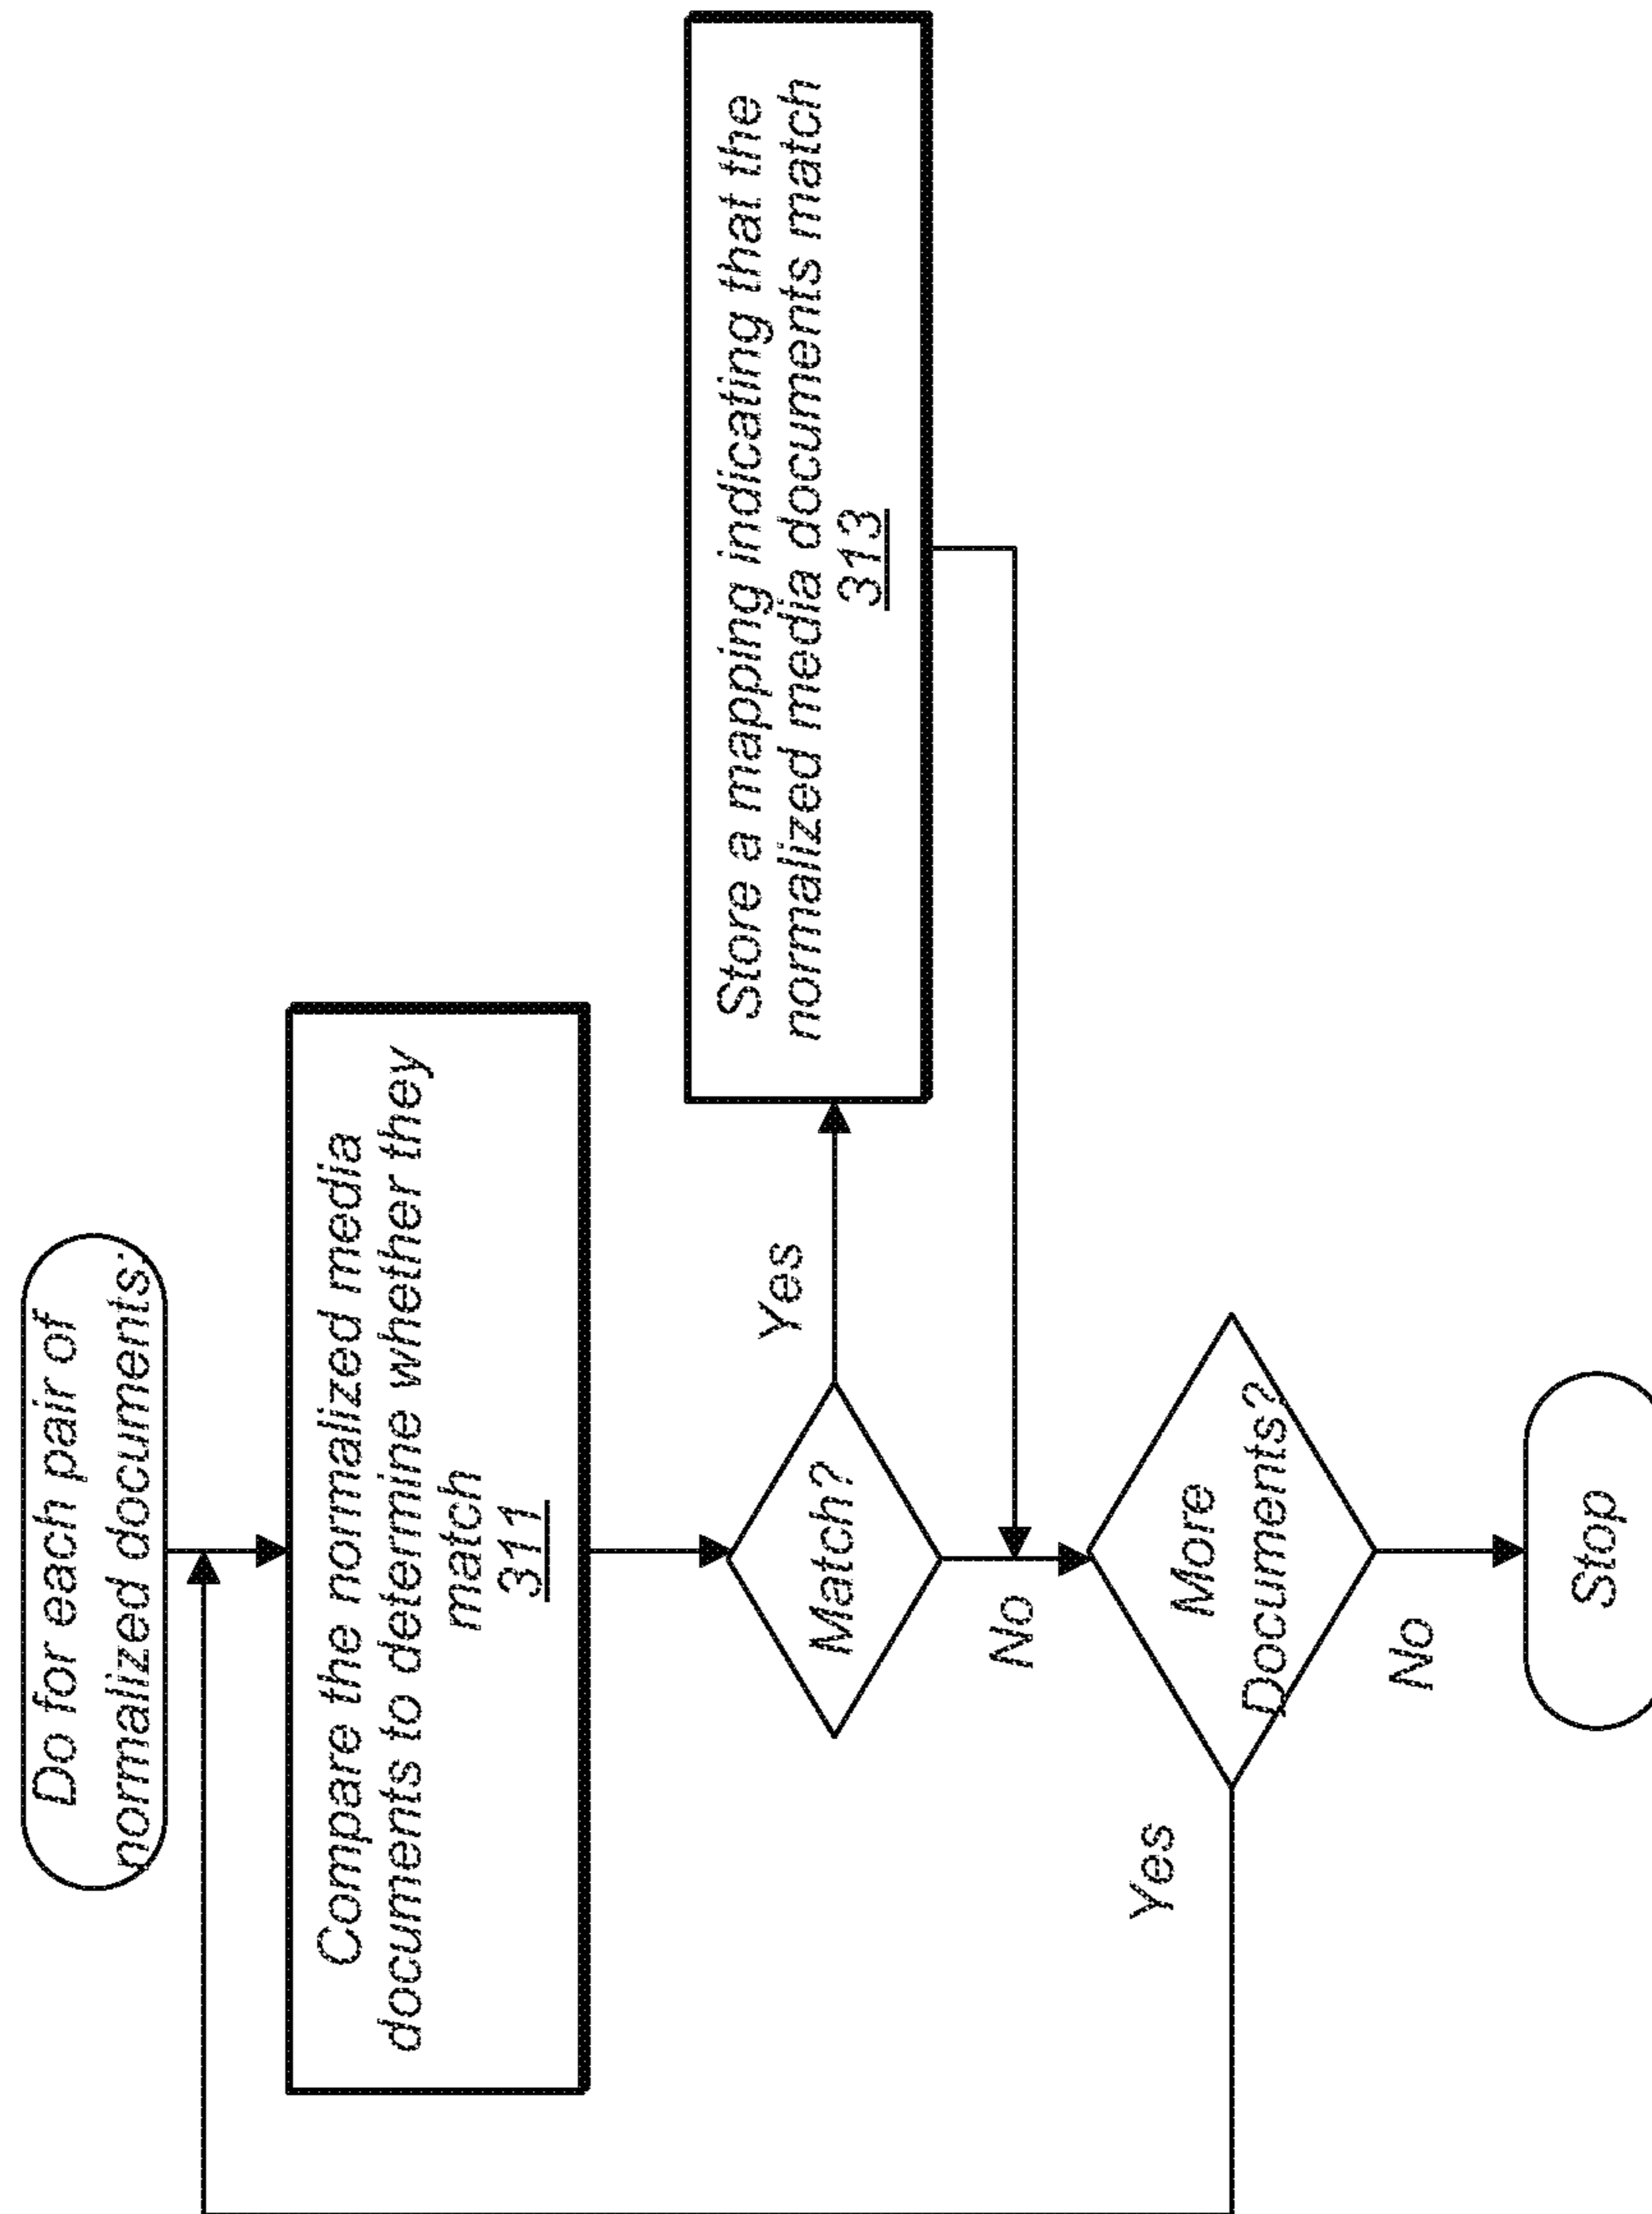 Do for each pair of
normalized documents:
Compare the normalized media
documents to determine whether they
match
311
Match?
Yes
Store a mapping indicating that the
normalized media documents match
313
No
More
Documents?
Yes
No
Stop